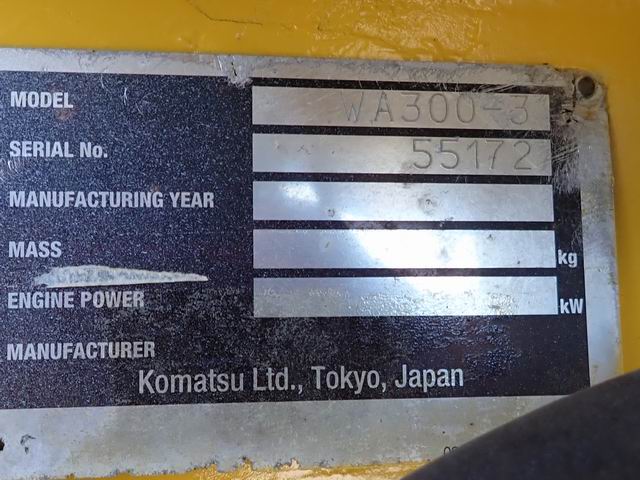 MODEL WA300-3
SERIAL No. 55172
MANUFACTURING YEAR
MASS kg
ENGINE POWER kW
MANUFACTURER
Komatsu Ltd., Tokyo, Japan